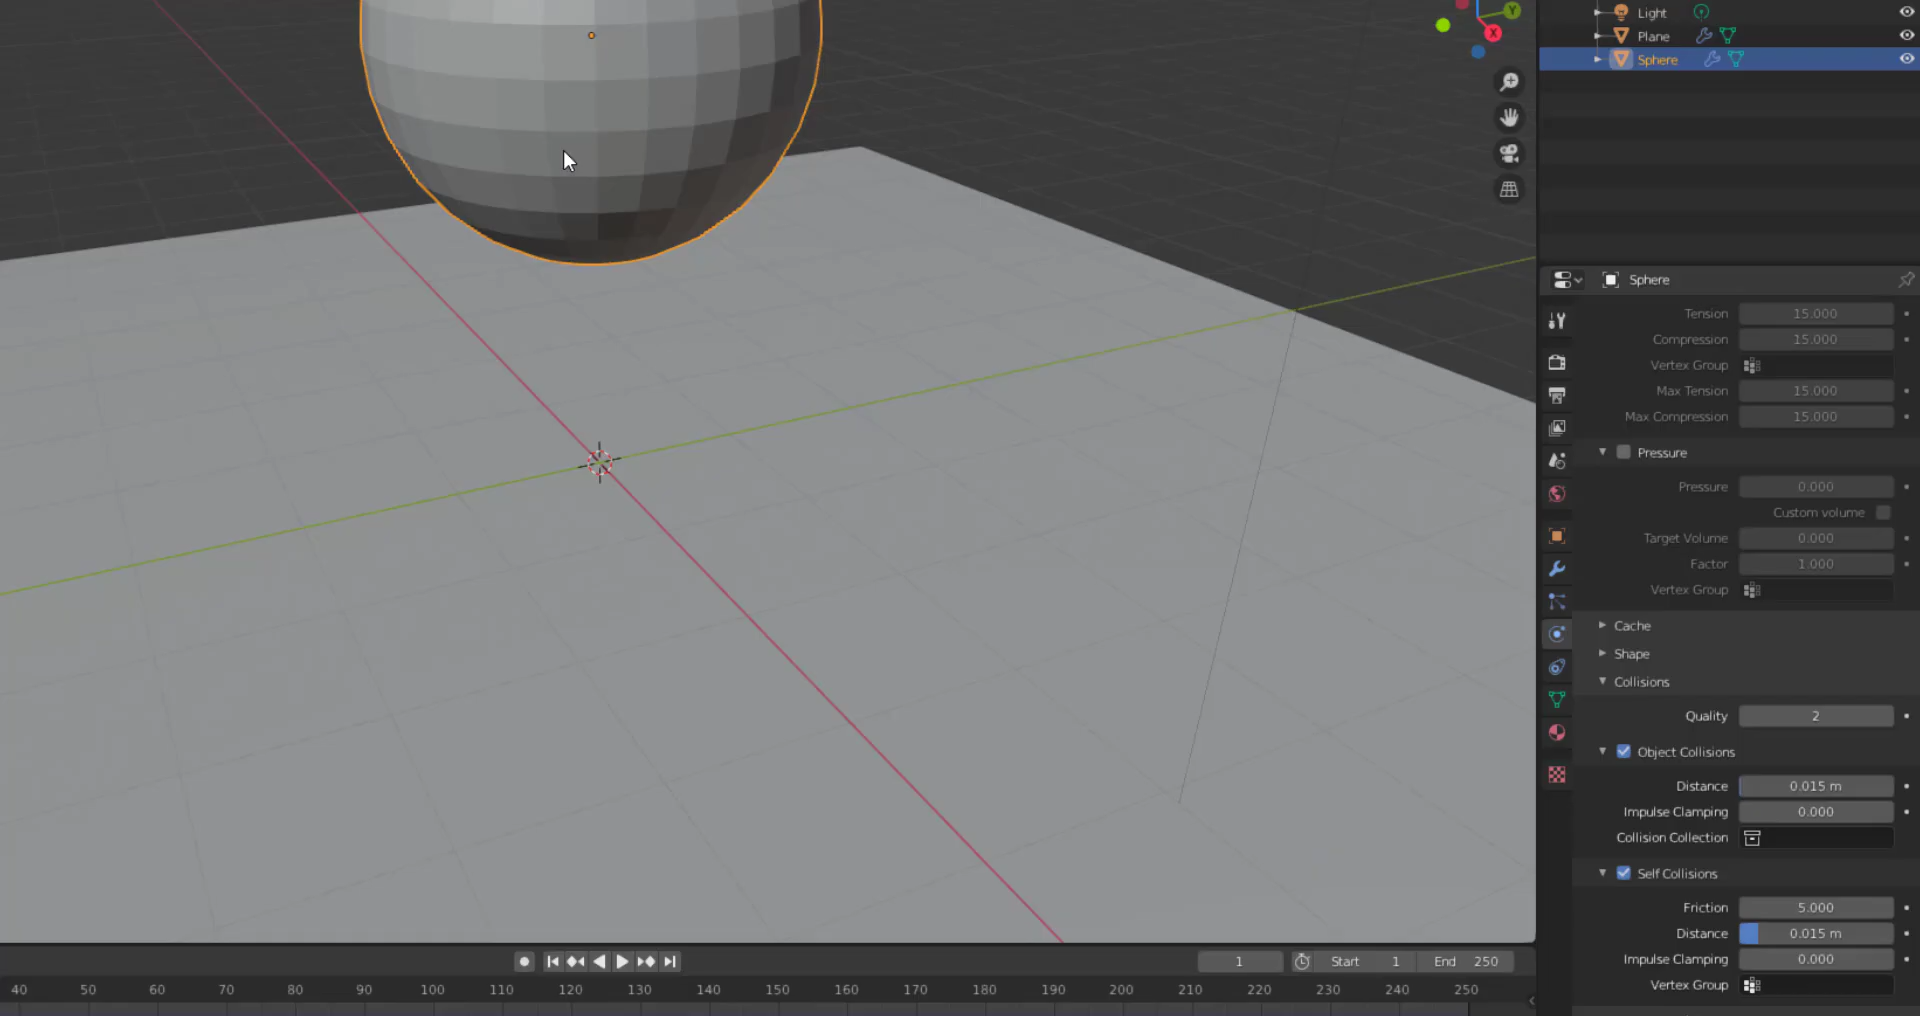 Y
X
Light
Plane
Sphere
Sphere
Tension 15.000
Compression 15.000
Vertex Group
Max Tension 15.000
Max Compression 15.000
Pressure
Pressure 0.000
Custom volume
Target Volume 0.000
Factor 1.000
Vertex Group
Cache
Shape
Collisions
Quality 2
Object Collisions
Distance 0.015 m
Impulse Clamping 0.000
Collision Collection
Self Collisions
Friction 5.000
Distance 0.015 m
Impulse Clamping 0.000
Vertex Group
1 Start 1 End 250
40 50 60 70 80 90 100 110 120 130 140 150 160 170 180 190 200 210 220 230 240 250